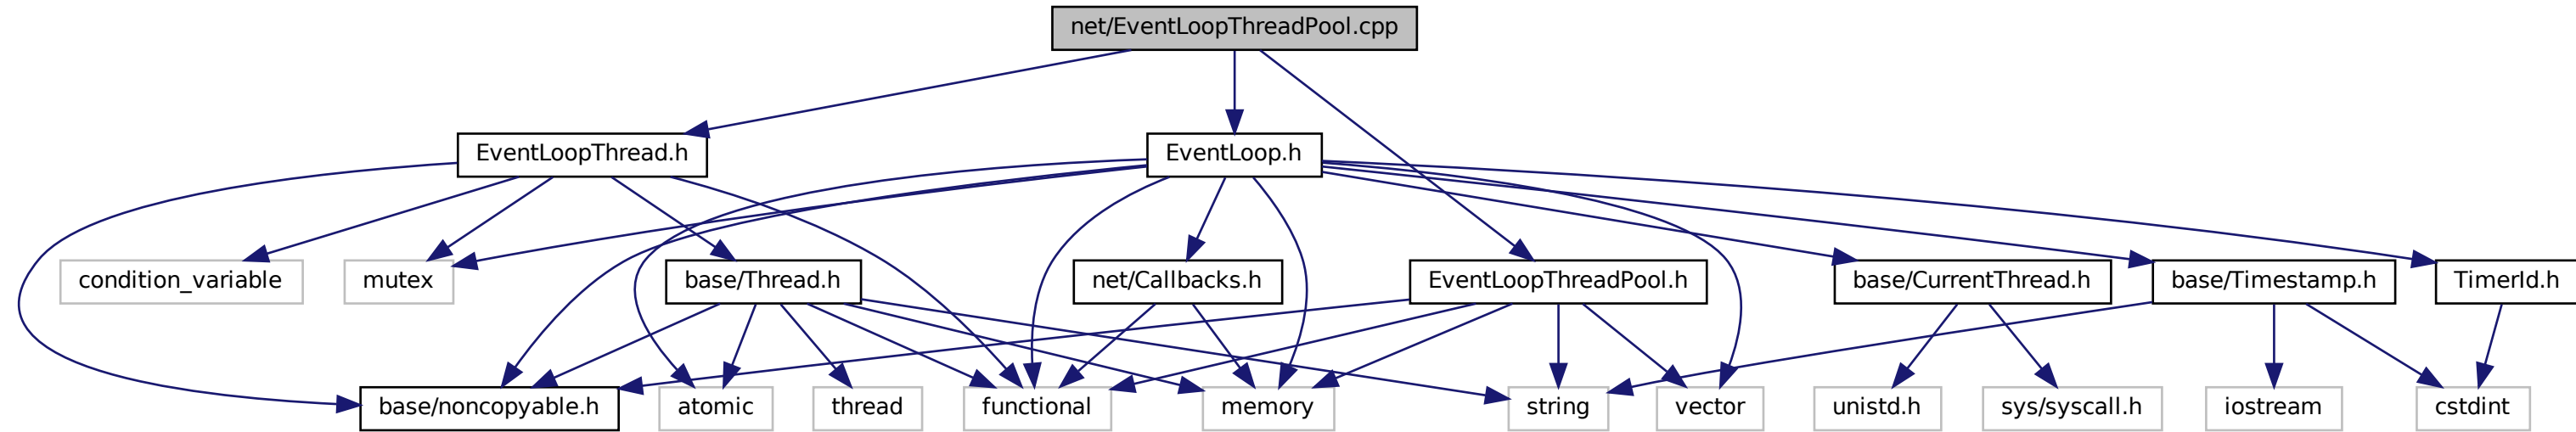 net/EventLoopThreadPool.cpp
EventLoopThread.h
EventLoop.h
condition_variable
mutex
base/Thread.h
net/Callbacks.h
EventLoopThreadPool.h
base/CurrentThread.h
base/Timestamp.h
TimerId.h
base/noncopyable.h
atomic
thread
functional
memory
string
vector
unistd.h
sys/syscall.h
iostream
cstdint